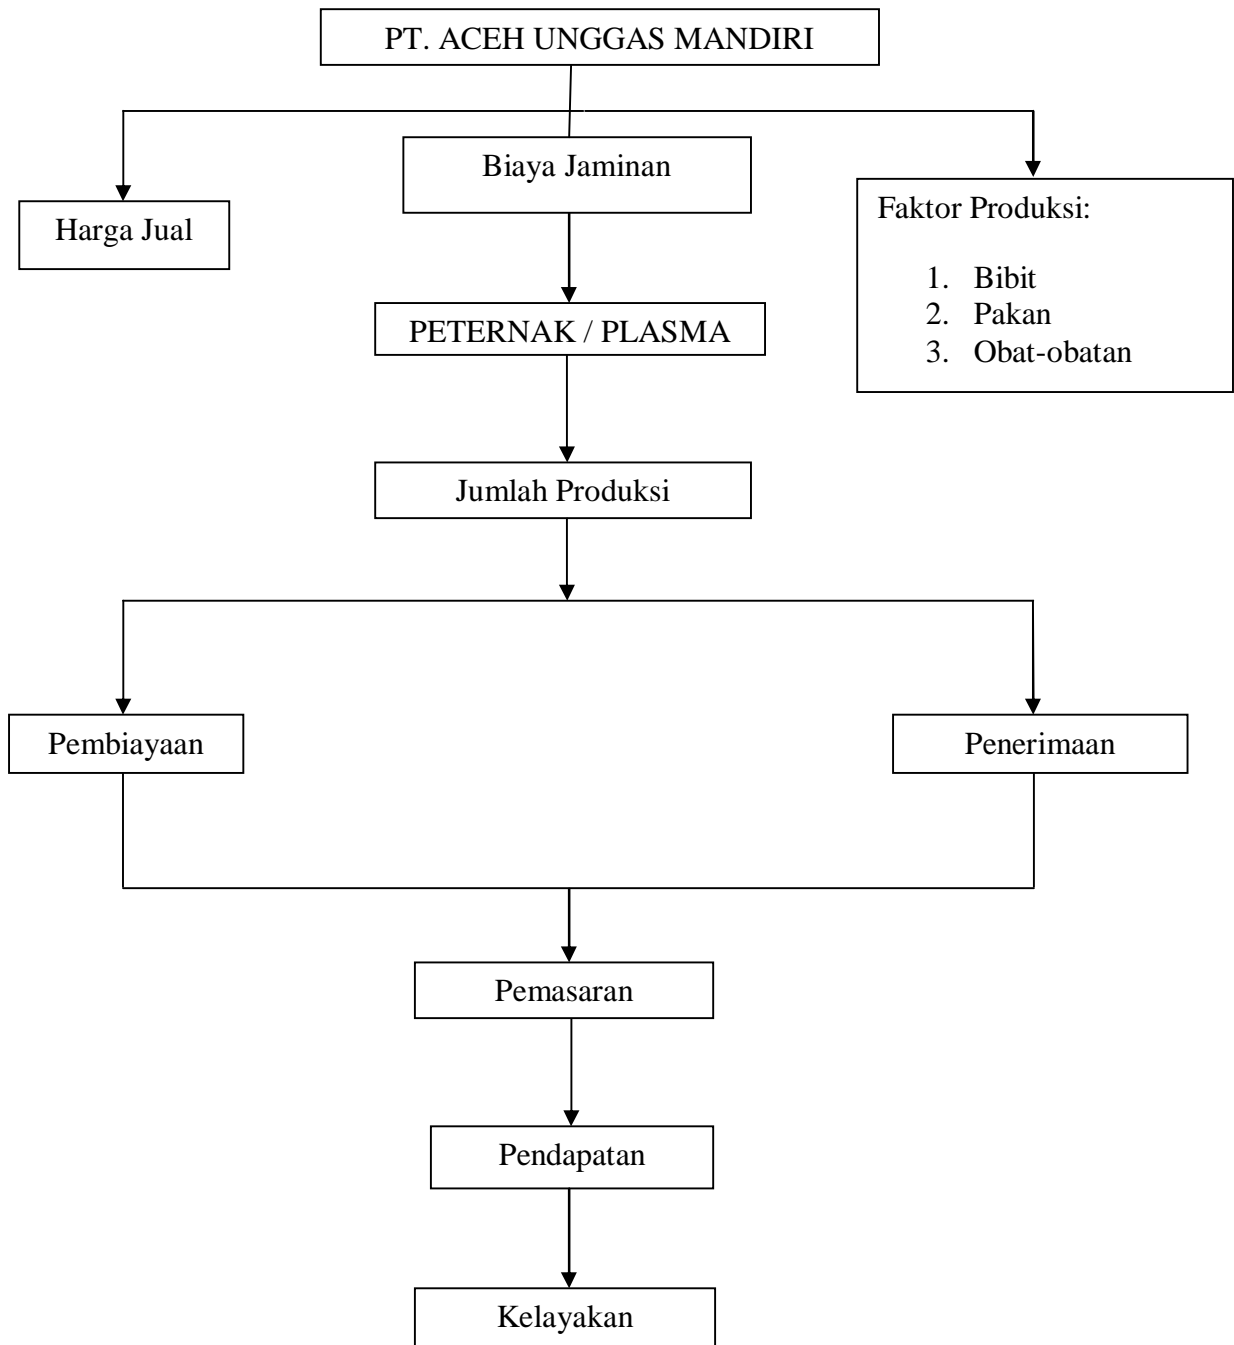 PT. ACEH UNGGAS MANDIRI
Biaya Jaminan
Harga Jual
Faktor Produksi:
1. Bibit
2. Pakan
3. Obat-obatan
PETERNAK / PLASMA
Jumlah Produksi
Pembiayaan
Penerimaan
Pemasaran
Pendapatan
Kelayakan